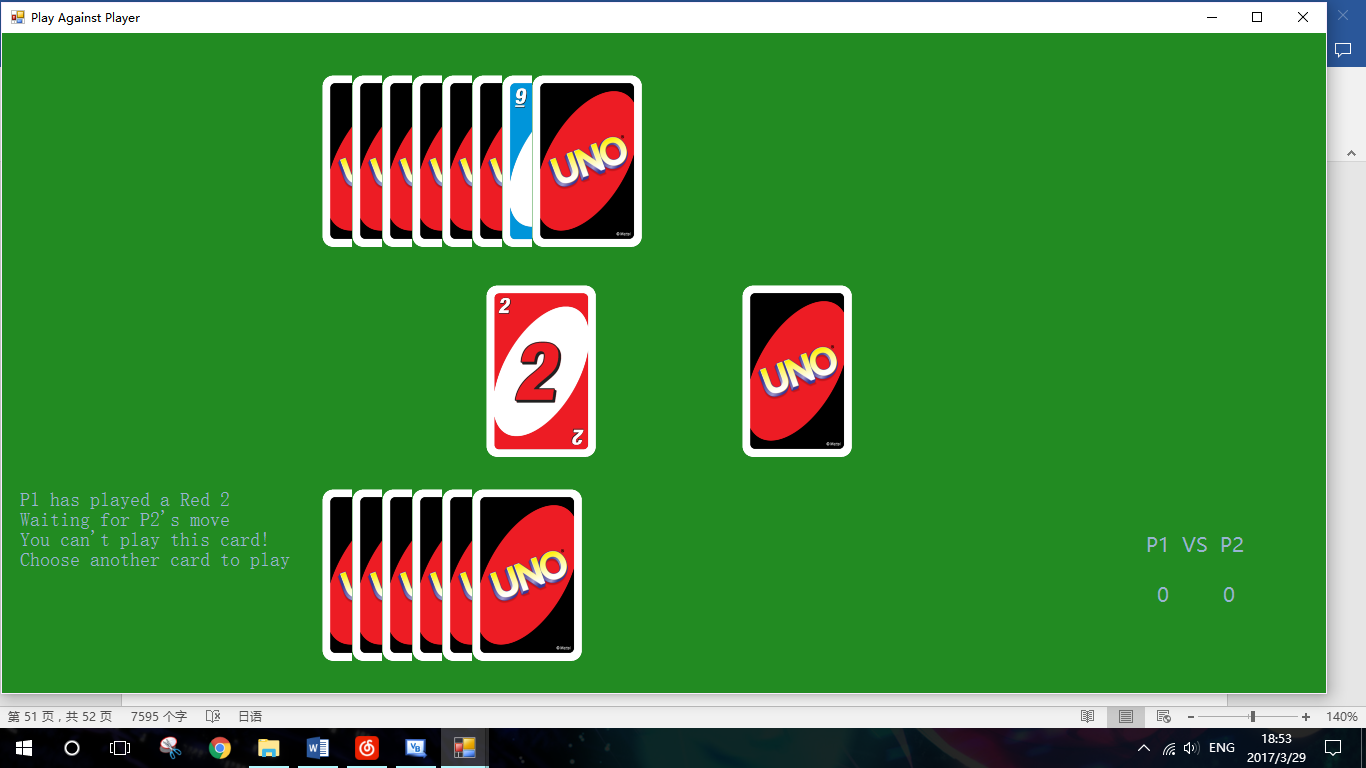 Play Against Player
9
UNO
2
2
2
UNO
P1 has played a Red 2
Waiting for P2's move
You can't play this card!
Choose another card to play
UNO
P1 VS P2
0 0
第 51 页，共 52 页 7595 个字 日语 140%
ENG
18:53
2017/3/29